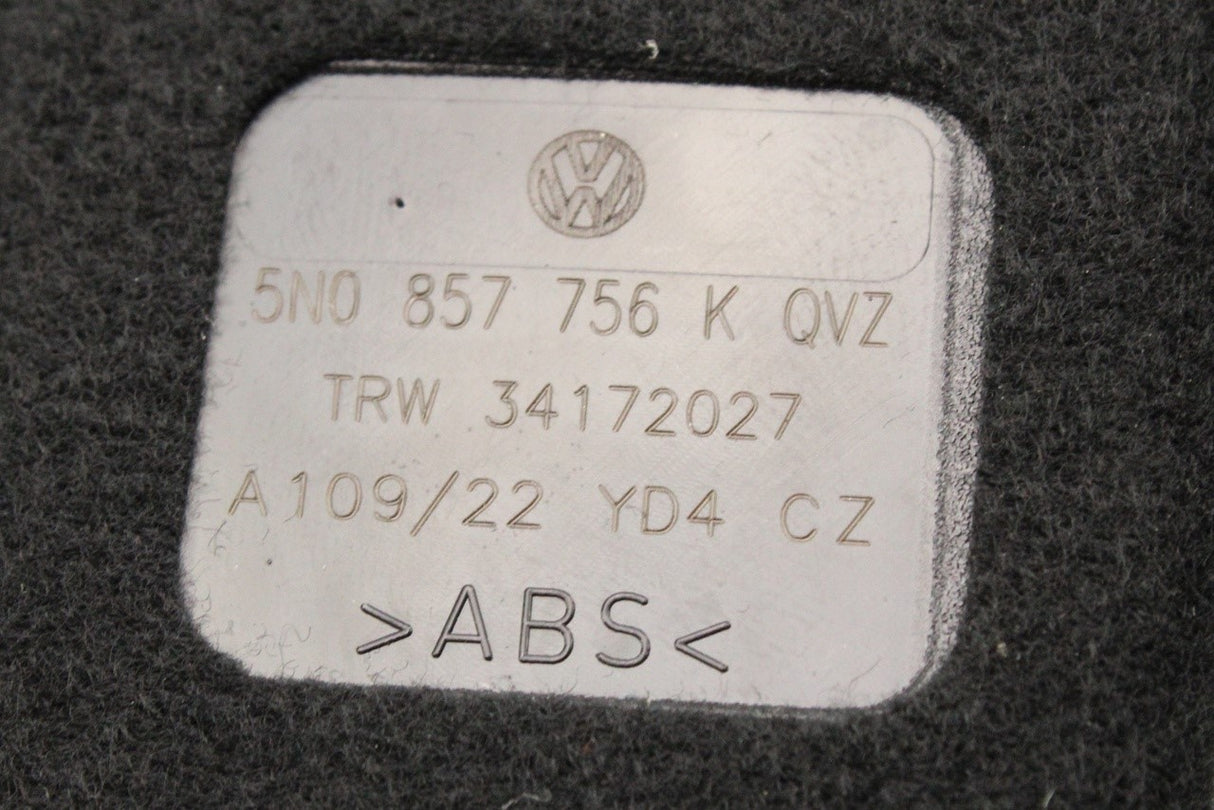 5N0 857 756 K QVZ
TRW 34172027
A109/22 YD4 CZ
>ABS<